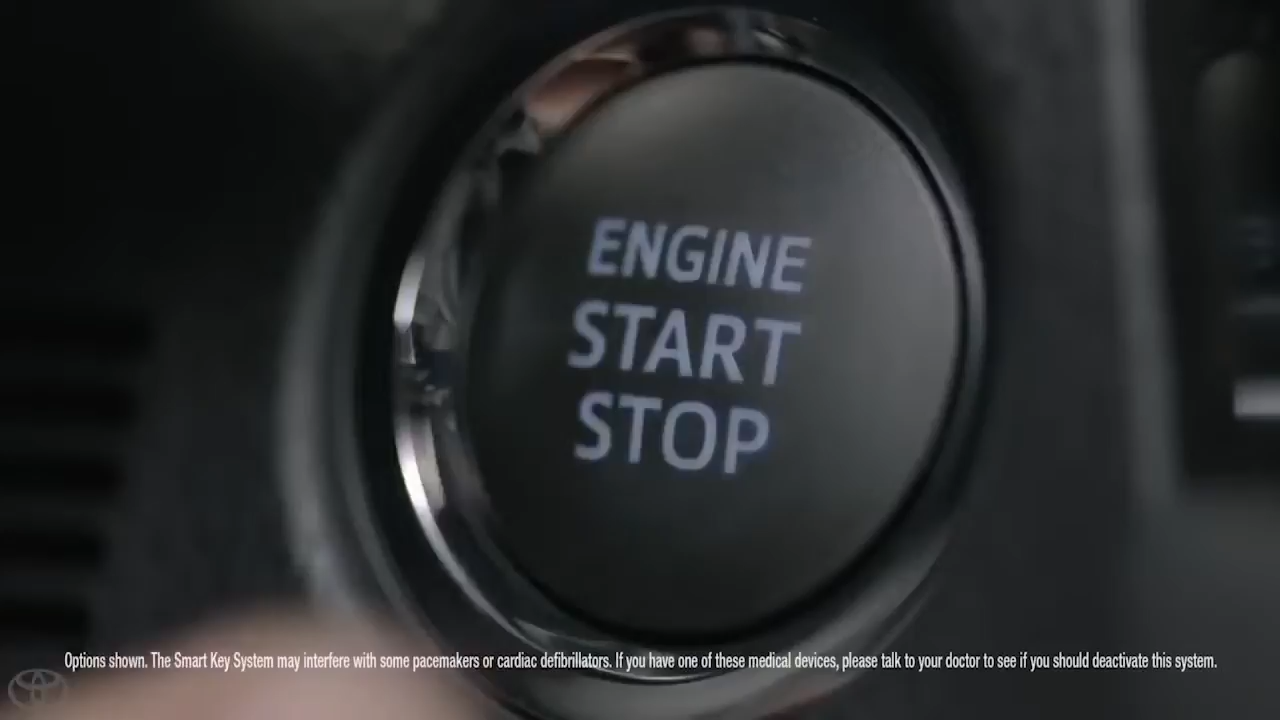 ENGINE
START
STOP
Options shown. The Smart Key System may interfere with some pacemakers or cardiac defibrillators. If you have one of these medical devices, please talk to your doctor to see if you should deactivate this system.